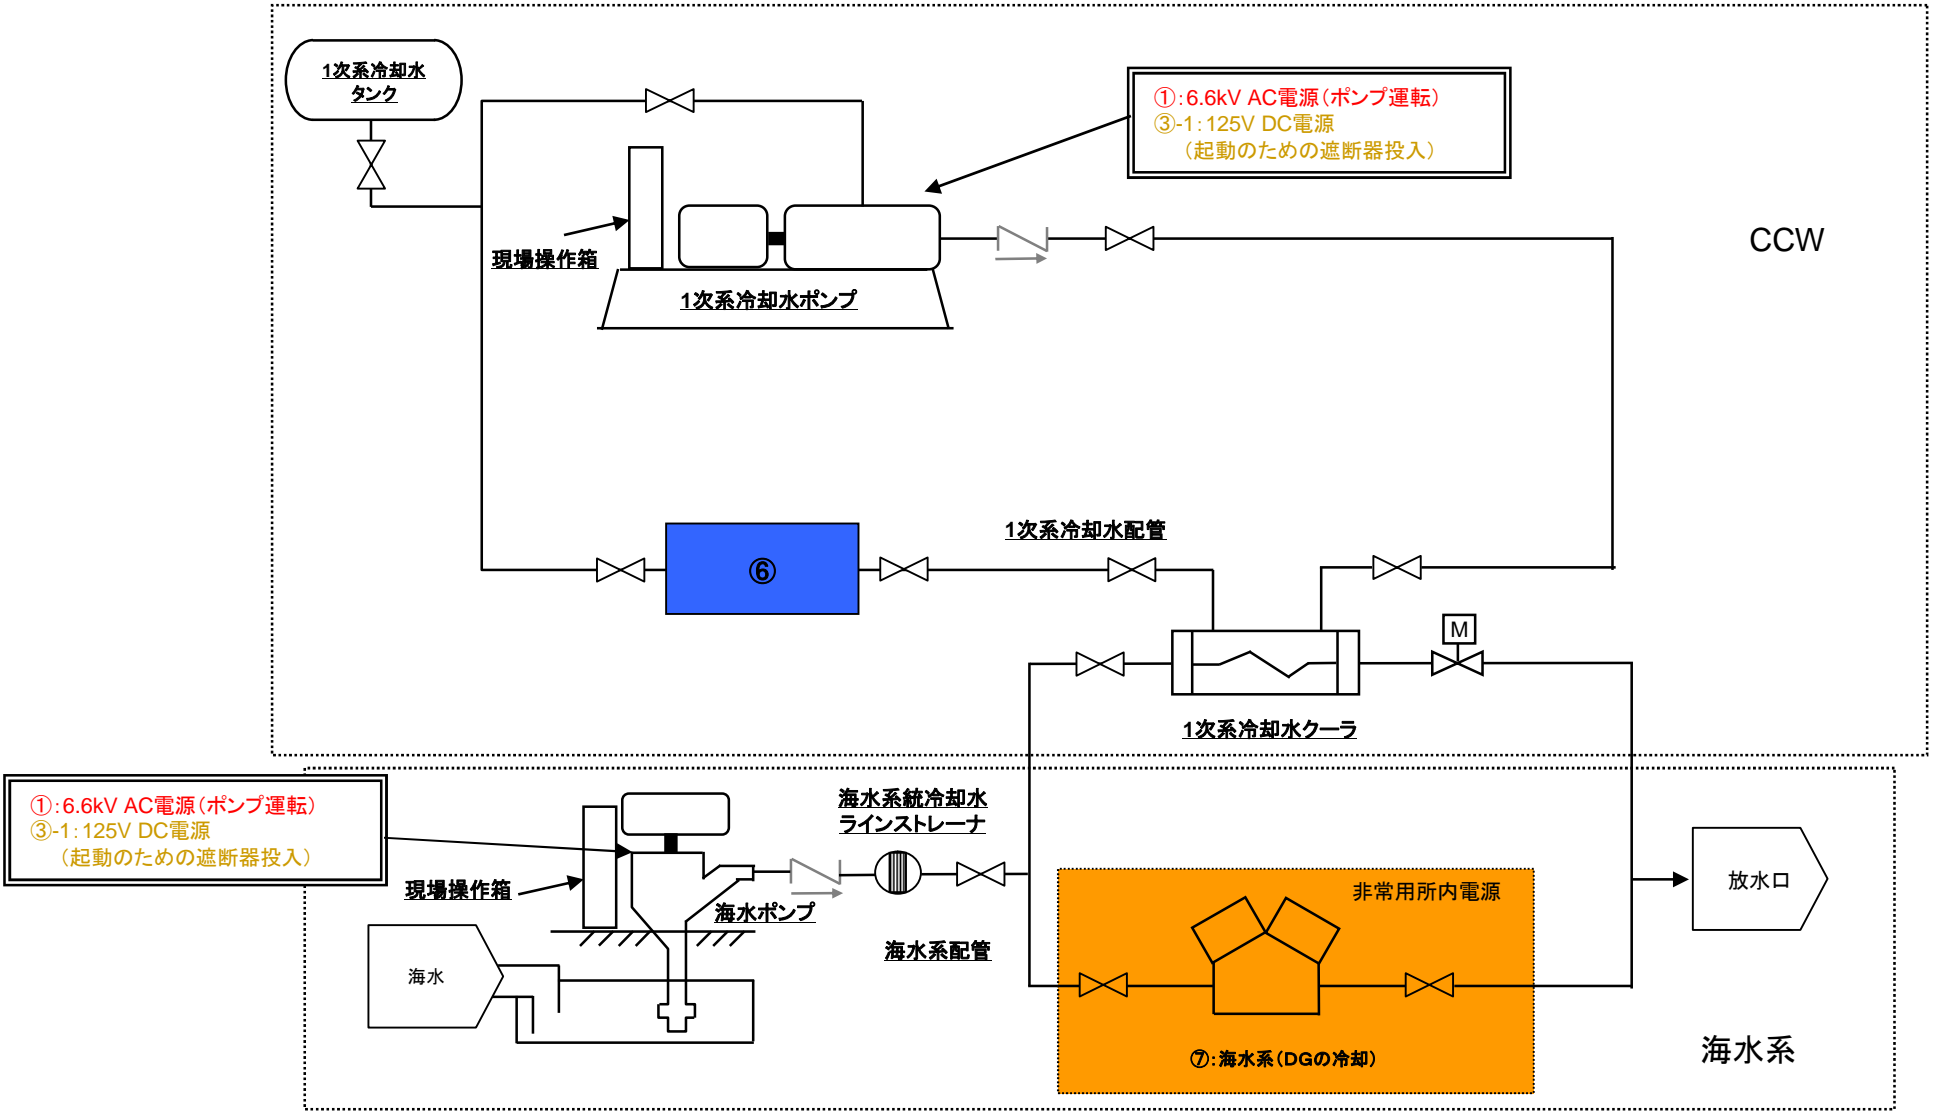 1次系冷却水
タンク
①:6.6kV AC電源(ポンプ運転)
③-1:125V DC電源
(起動のための遮断器投入)
CCW
現場操作箱
1次系冷却水ポンプ
1次系冷却水配管
⑥
M
1次系冷却水クーラ
①:6.6kV AC電源(ポンプ運転)
③-1:125V DC電源
(起動のための遮断器投入)
海水系統冷却水
ラインストレーナ
現場操作箱
海水ポンプ
非常用所内電源
放水口
海水系配管
海水
⑦:海水系(DGの冷却)
海水系